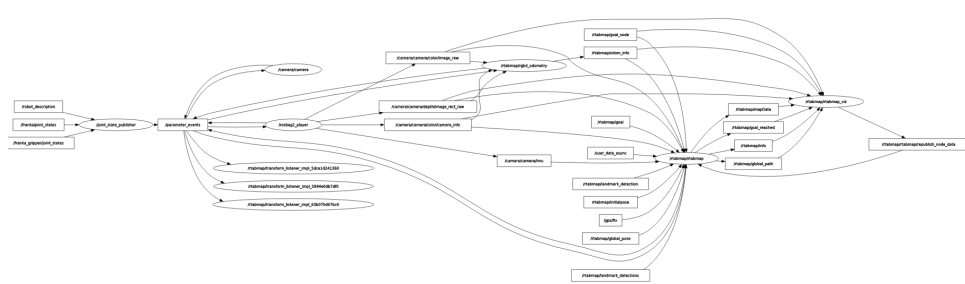 /rtabmap/goal_node
/camera/camera/color/image_raw
/rtabmap/odom_info
/rtabmap/rgbd_odometry
/camera/camera
/robot_description
/camera/camera/depth/image_rect_raw
/rtabmap/rtabmap_viz
/rtabmap/mapData
/franka/joint_states
/joint_state_publisher
/parameter_events
/rosbag2_player
/camera/camera/color/camera_info
/rtabmap/goal
/rtabmap/goal_reached
/franka_gripper/joint_states
/rtabmap/info
/rtabmap/rtabmap/republish_node_data
/user_data_async
/camera/camera/imu
/rtabmap/rtabmap
/rtabmap/global_path
/rtabmap/landmark_detection
/rtabmap/initialpose
/gps/fix
/rtabmap/global_pose
/rtabmap/landmark_detections